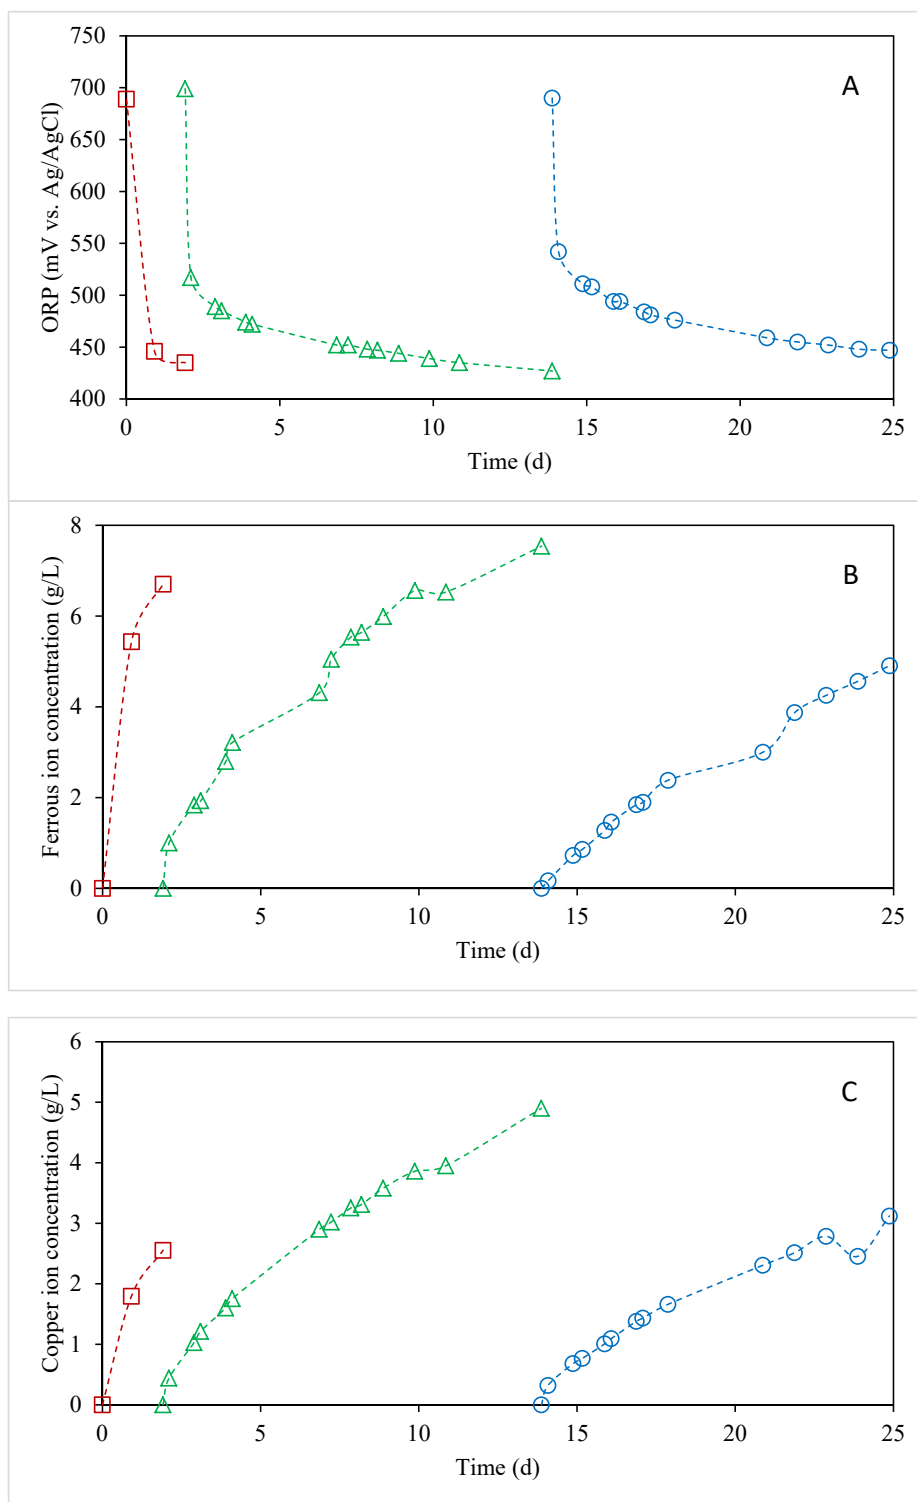 750
700
650
600
550
500
450
400
0 5 10 15 20 25
ORP (mV vs. Ag/AgCl)
Time (d)
A
8
6
4
2
0
0 5 10 15 20 25
Ferrous ion concentration (g/L)
Time (d)
B
6
5
4
3
2
1
0
0 5 10 15 20 25
Copper ion concentration (g/L)
Time (d)
C